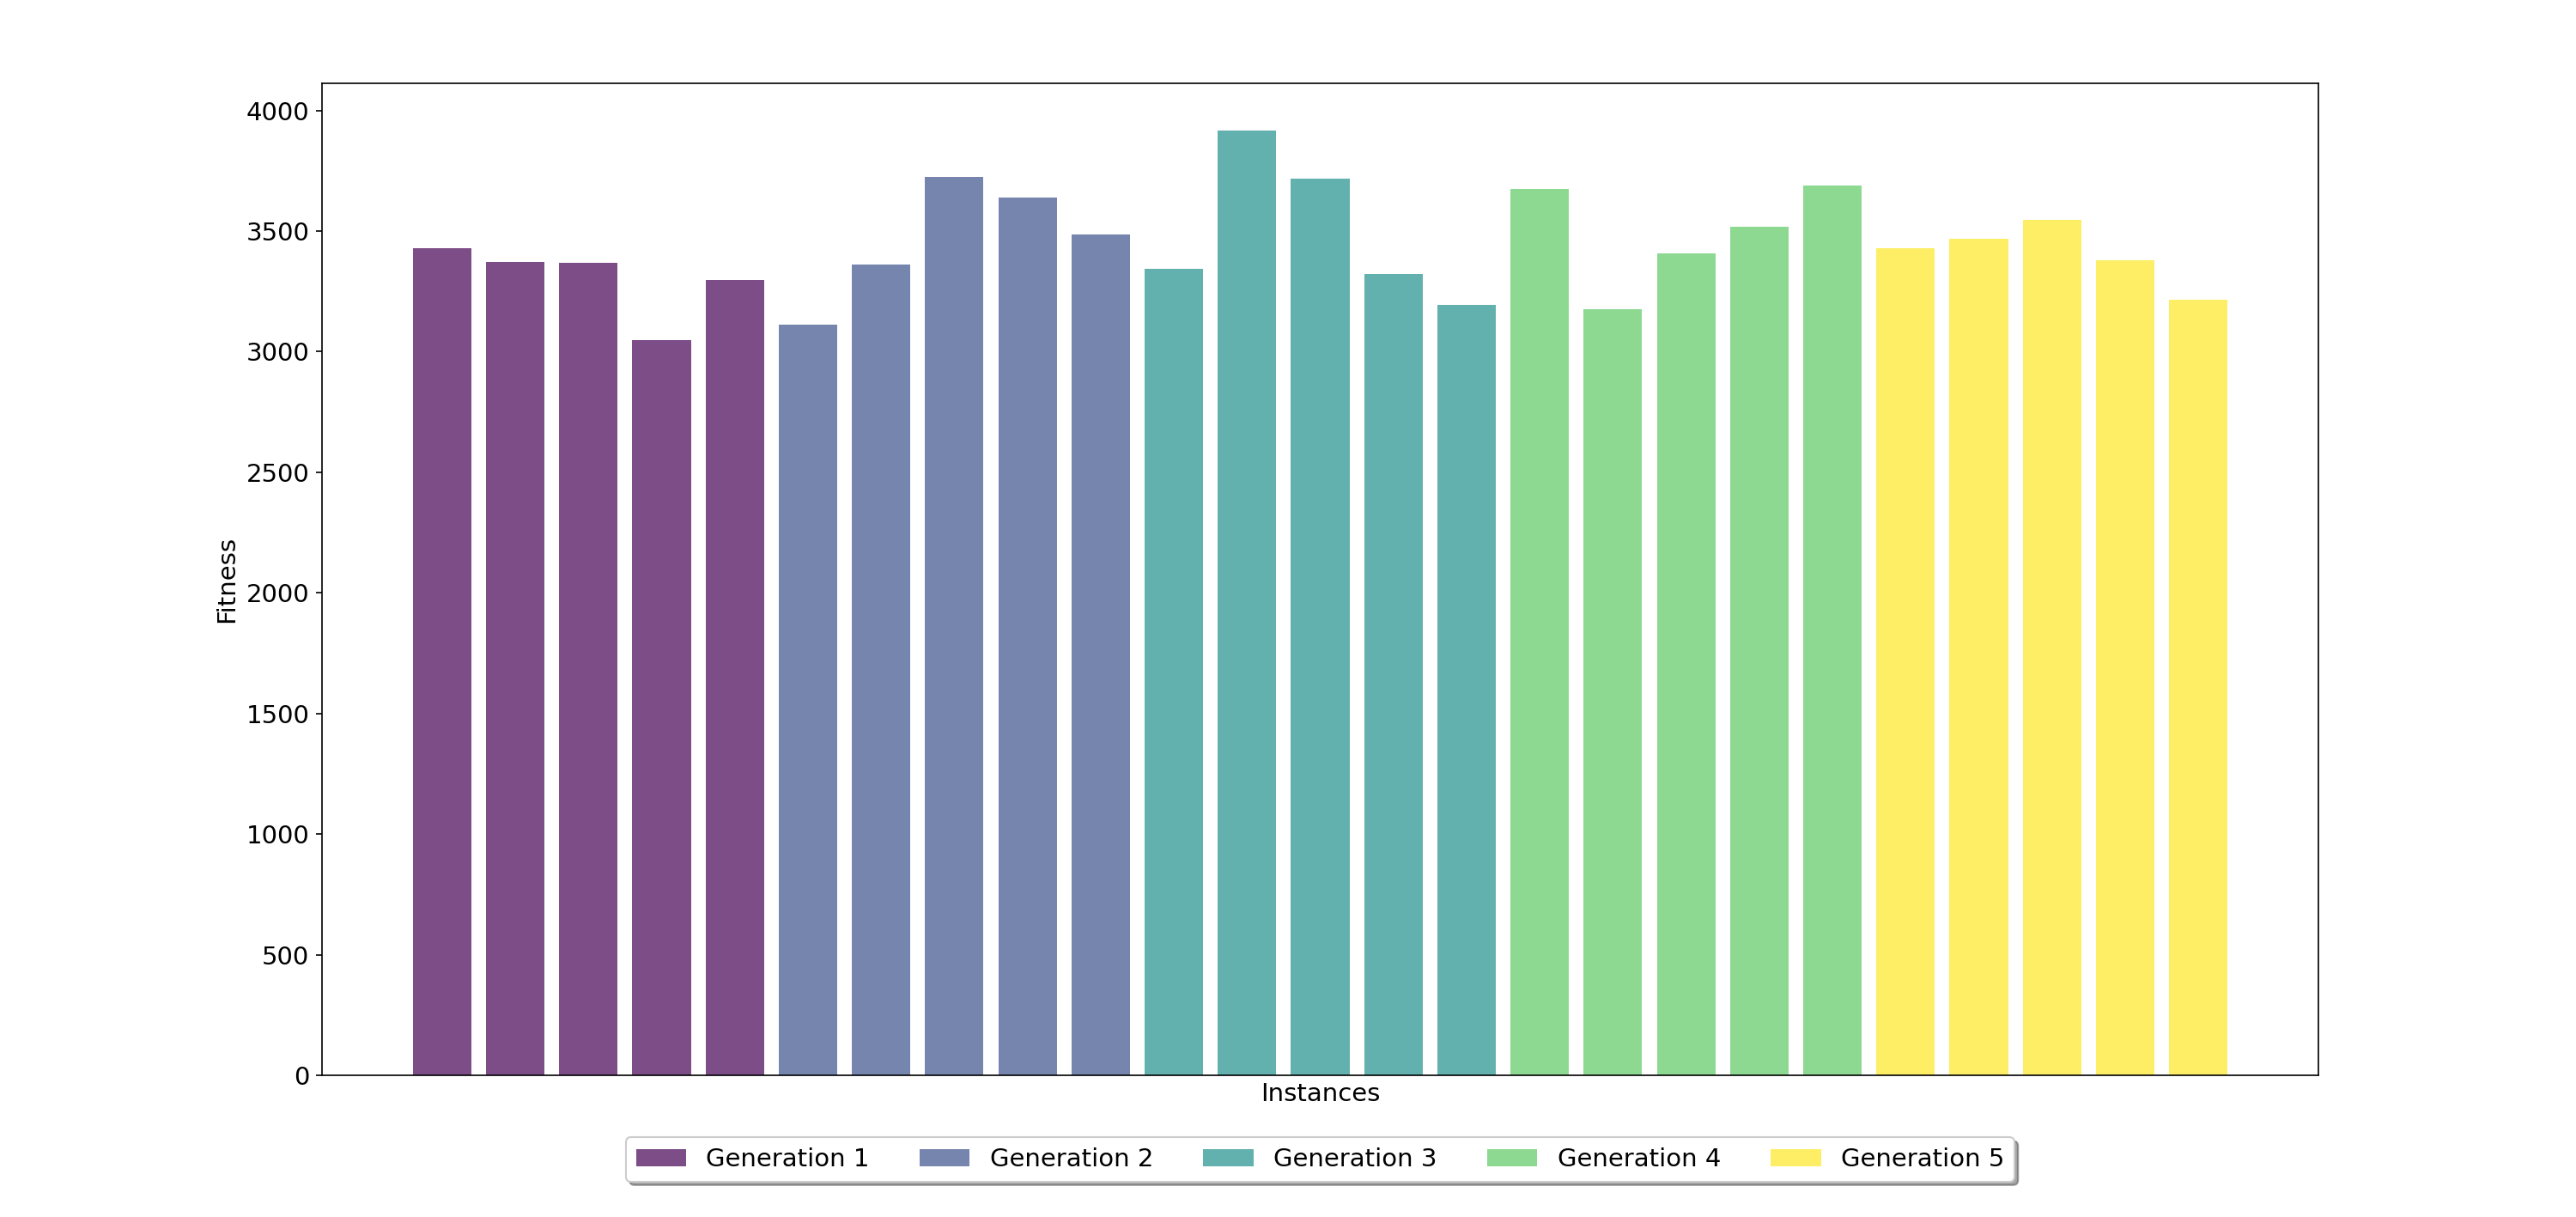 4000
3500
3000
2500
2000
1500
1000
500
0
Fitness
Instances
Generation 1
Generation 2
Generation 3
Generation 4
Generation 5